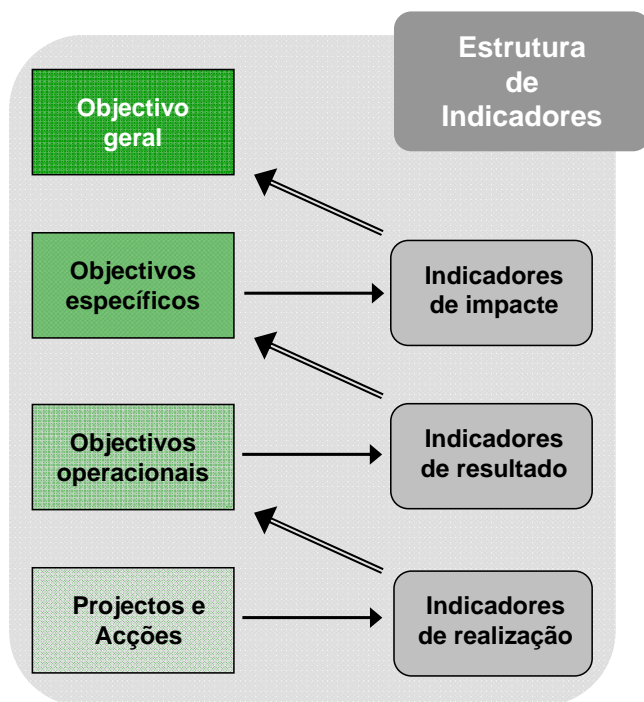 Estrutura
de
Indicadores
Objectivo
geral
Objectivos
específicos
Indicadores
de impacte
Objectivos
operacionais
Indicadores
de resultado
Projectos e
Acções
Indicadores
de realização